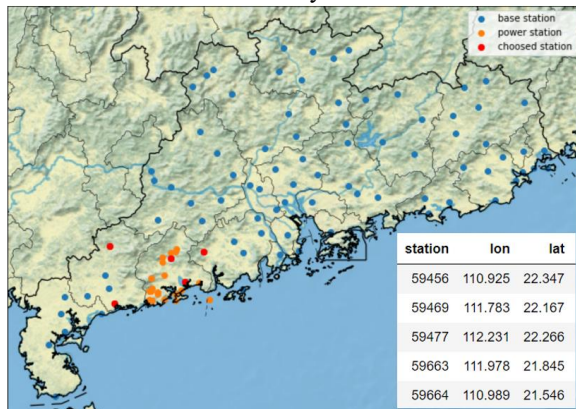 base station
power station
choosed station
station lon lat
59456 110.925 22.347
59469 111.783 22.167
59477 112.231 22.266
59663 111.978 21.845
59664 110.989 21.546